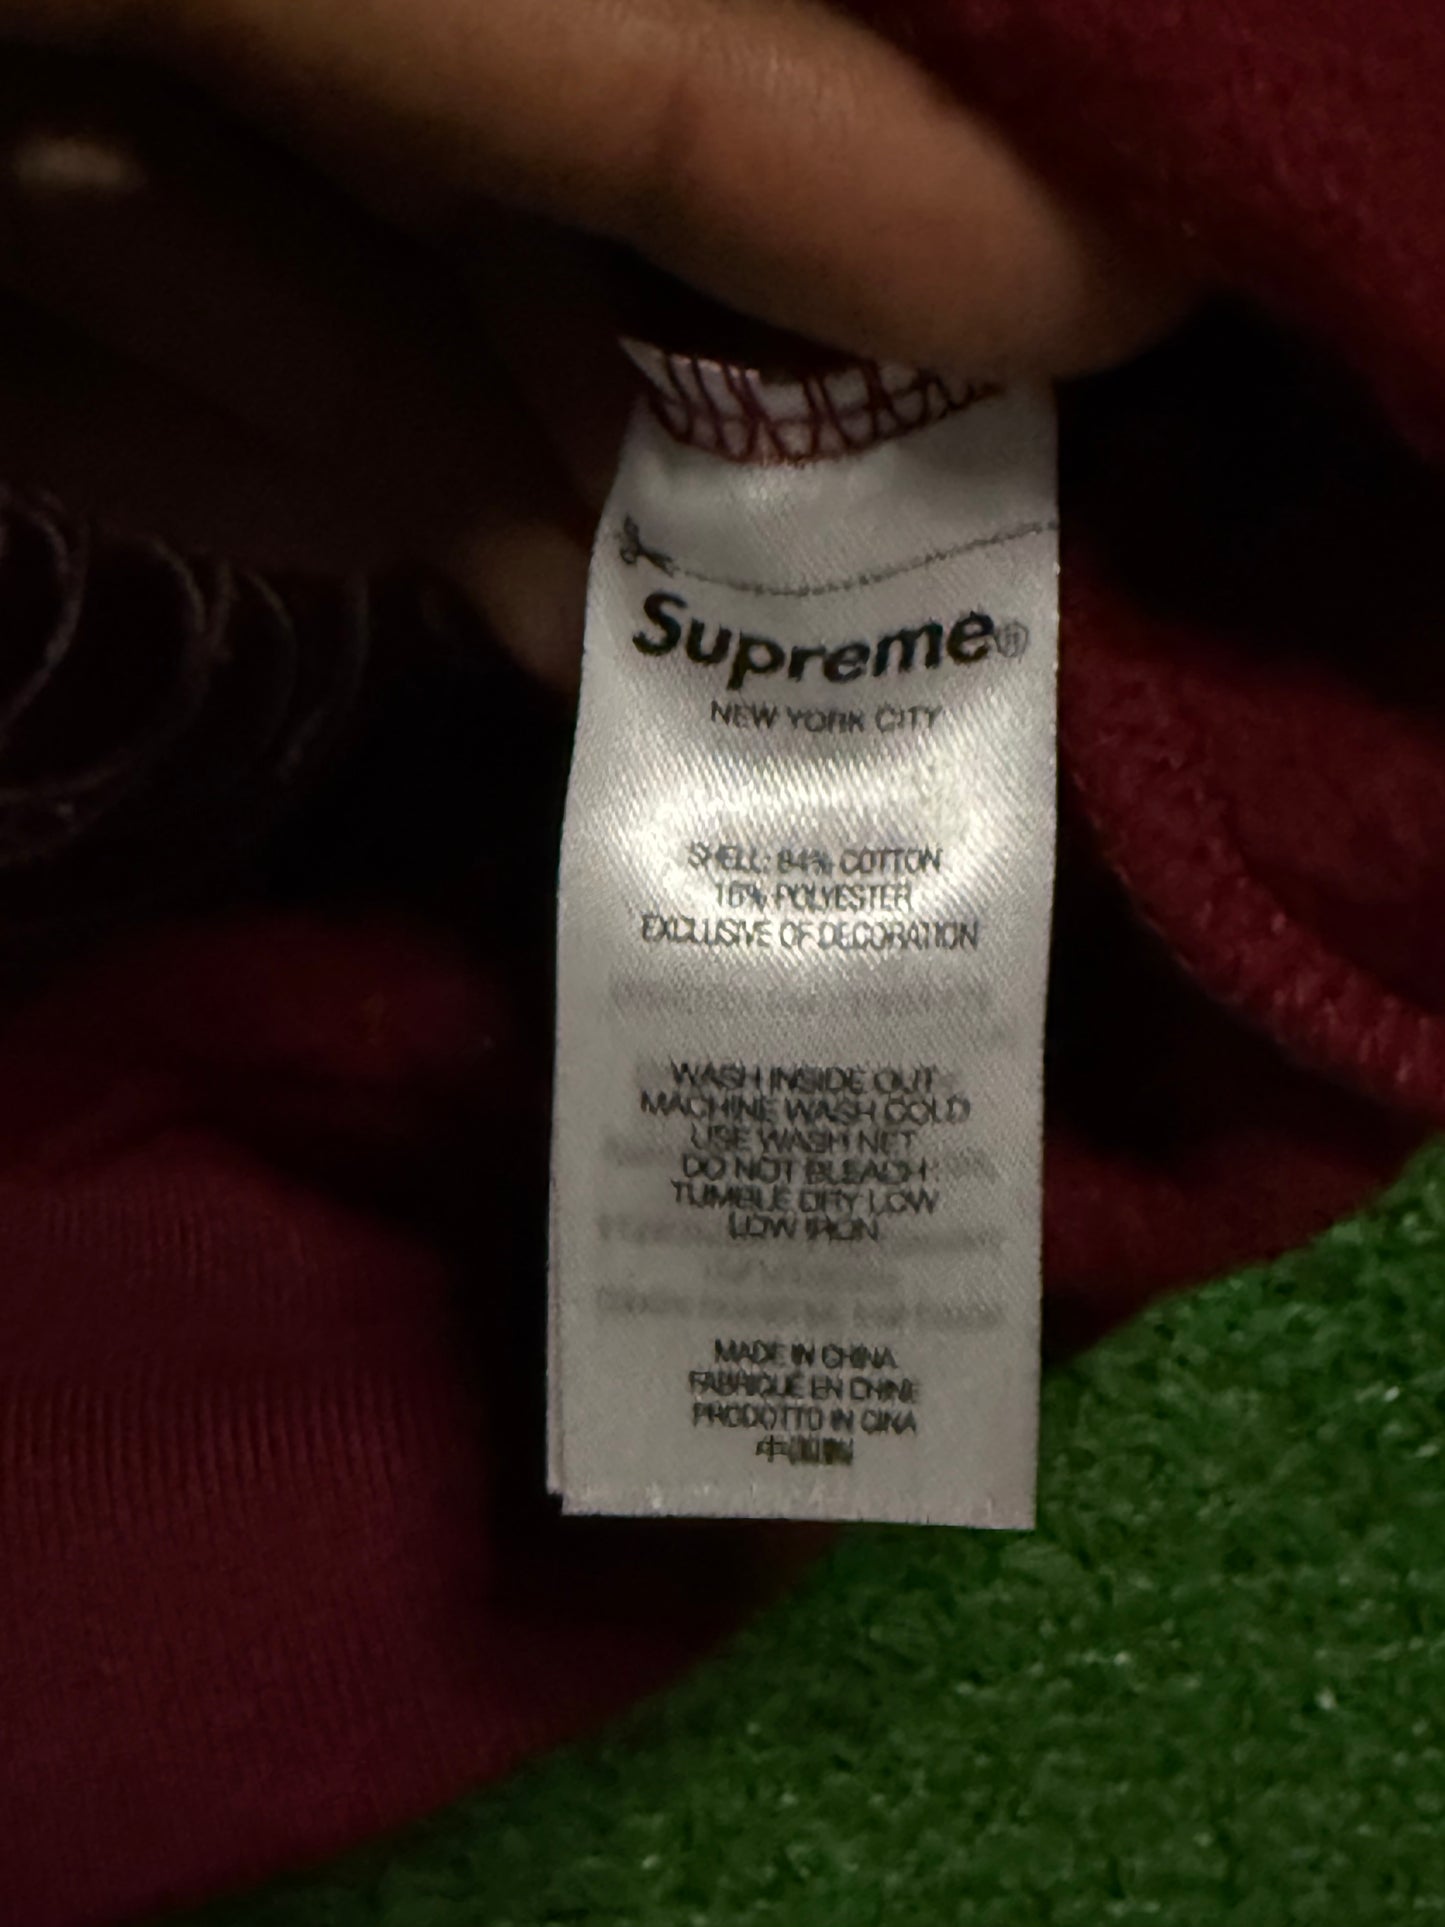 Supreme®
NEW YORK CITY
SHELL: 84% COTTON
16% POLYESTER
EXCLUSIVE OF DECORATION
WASH INSIDE OUT
MACHINE WASH COLD
USE WASH NET
DO NOT BLEACH
TUMBLE DRY LOW
LOW IRON
MADE IN CHINA
FABRIQUÉ EN CHINE
PRODOTTO IN CINA
中